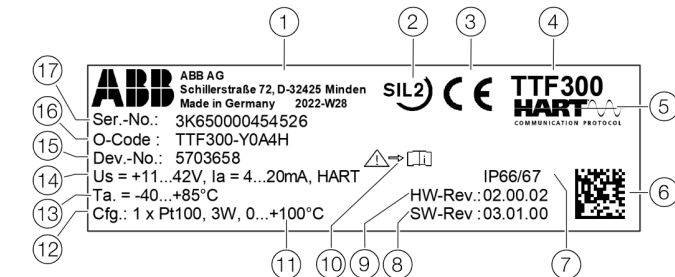 1
2
3
4
17
16
15
14
13
12
ABB
ABB AG
Schillerstraße 72, D-32425 Minden
Made in Germany 2022-W28
SIL2
CE
TTF300
HART
COMMUNICATION PROTOCOL
5
Ser.-No.: 3K650000454526
O-Code : TTF300-Y0A4H
Dev.-No.: 5703658
Us = +11...42V, Ia = 4...20mA, HART
IP66/67
6
Ta. = -40...+85°C
HW-Rev.: 02.00.02
Cfg.: 1 x Pt100, 3W, 0...+100°C
SW-Rev : 03.01.00
11
10
9
8
7